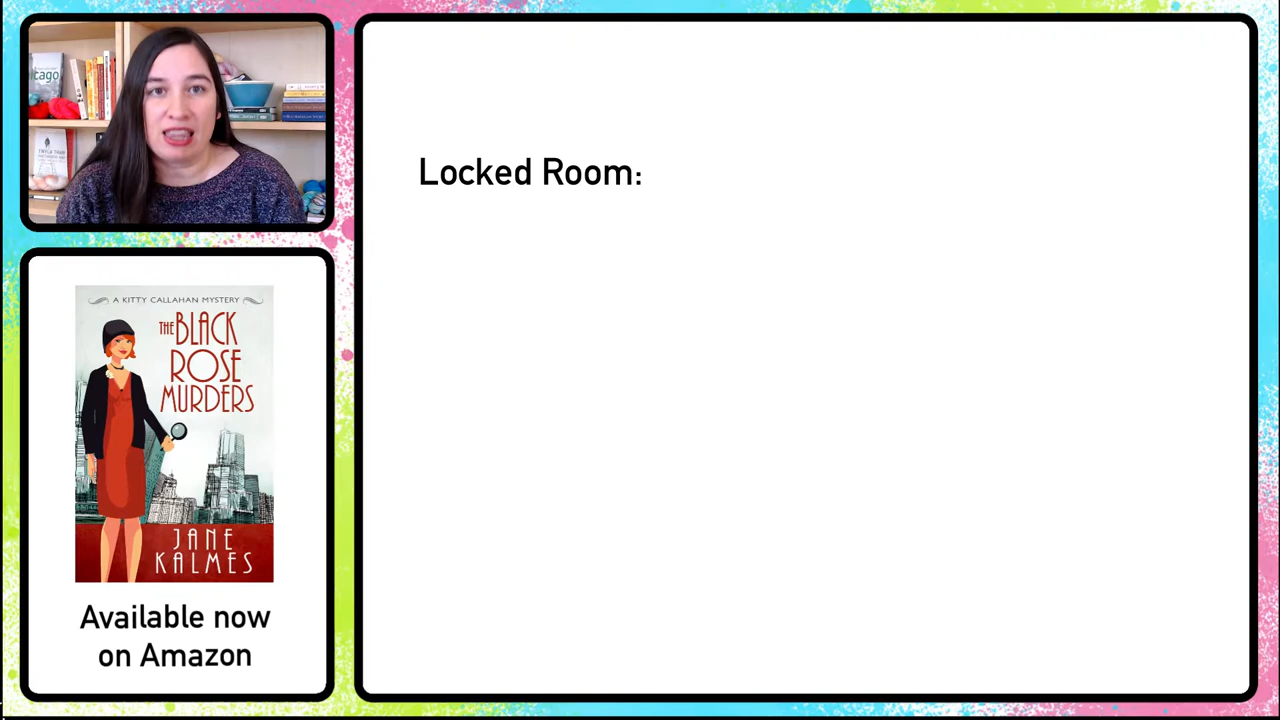 Locked Room:
A KITTY CALLAHAN MYSTERY
THE BLACK
ROSE
MURDERS
JANE
KALMES
Available now
on Amazon